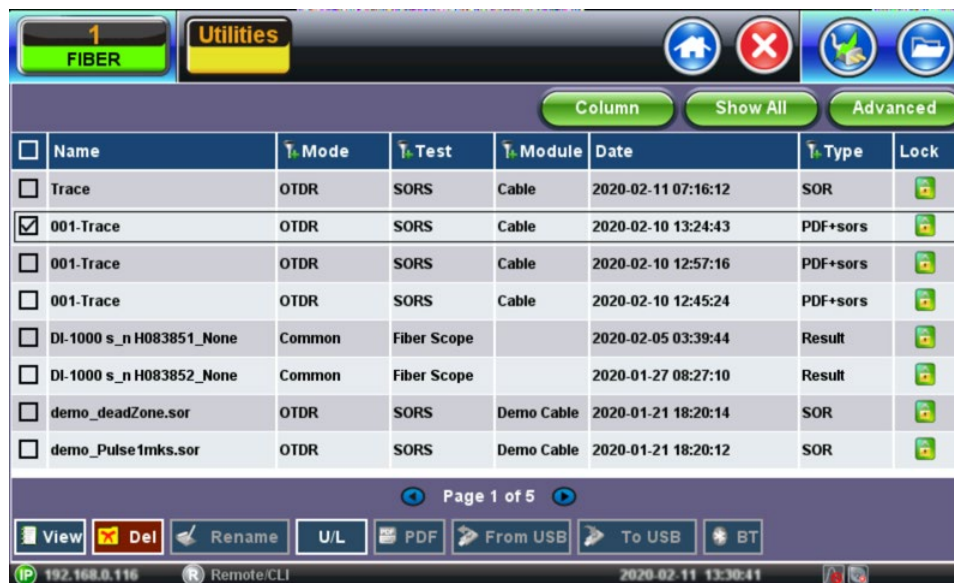 1
FIBER
Utilities
Column Show All Advanced
Name Mode Test Module Date Type Lock
Trace OTDR SORS Cable 2020-02-11 07:16:12 SOR
001-Trace OTDR SORS Cable 2020-02-10 13:24:43 PDF+sors
001-Trace OTDR SORS Cable 2020-02-10 12:57:16 PDF+sors
001-Trace OTDR SORS Cable 2020-02-10 12:45:24 PDF+sors
DI-1000 s_n H083851_None Common Fiber Scope 2020-02-05 03:39:44 Result
DI-1000 s_n H083852_None Common Fiber Scope 2020-01-27 08:27:10 Result
demo_deadZone.sor OTDR SORS Demo Cable 2020-01-21 18:20:14 SOR
demo_Pulse1mks.sor OTDR SORS Demo Cable 2020-01-21 18:20:12 SOR
Page 1 of 5
View Del Rename U/L PDF From USB To USB BT
IP 192.168.0.116 R Remote/CLI 2020-02-11 13:30:41